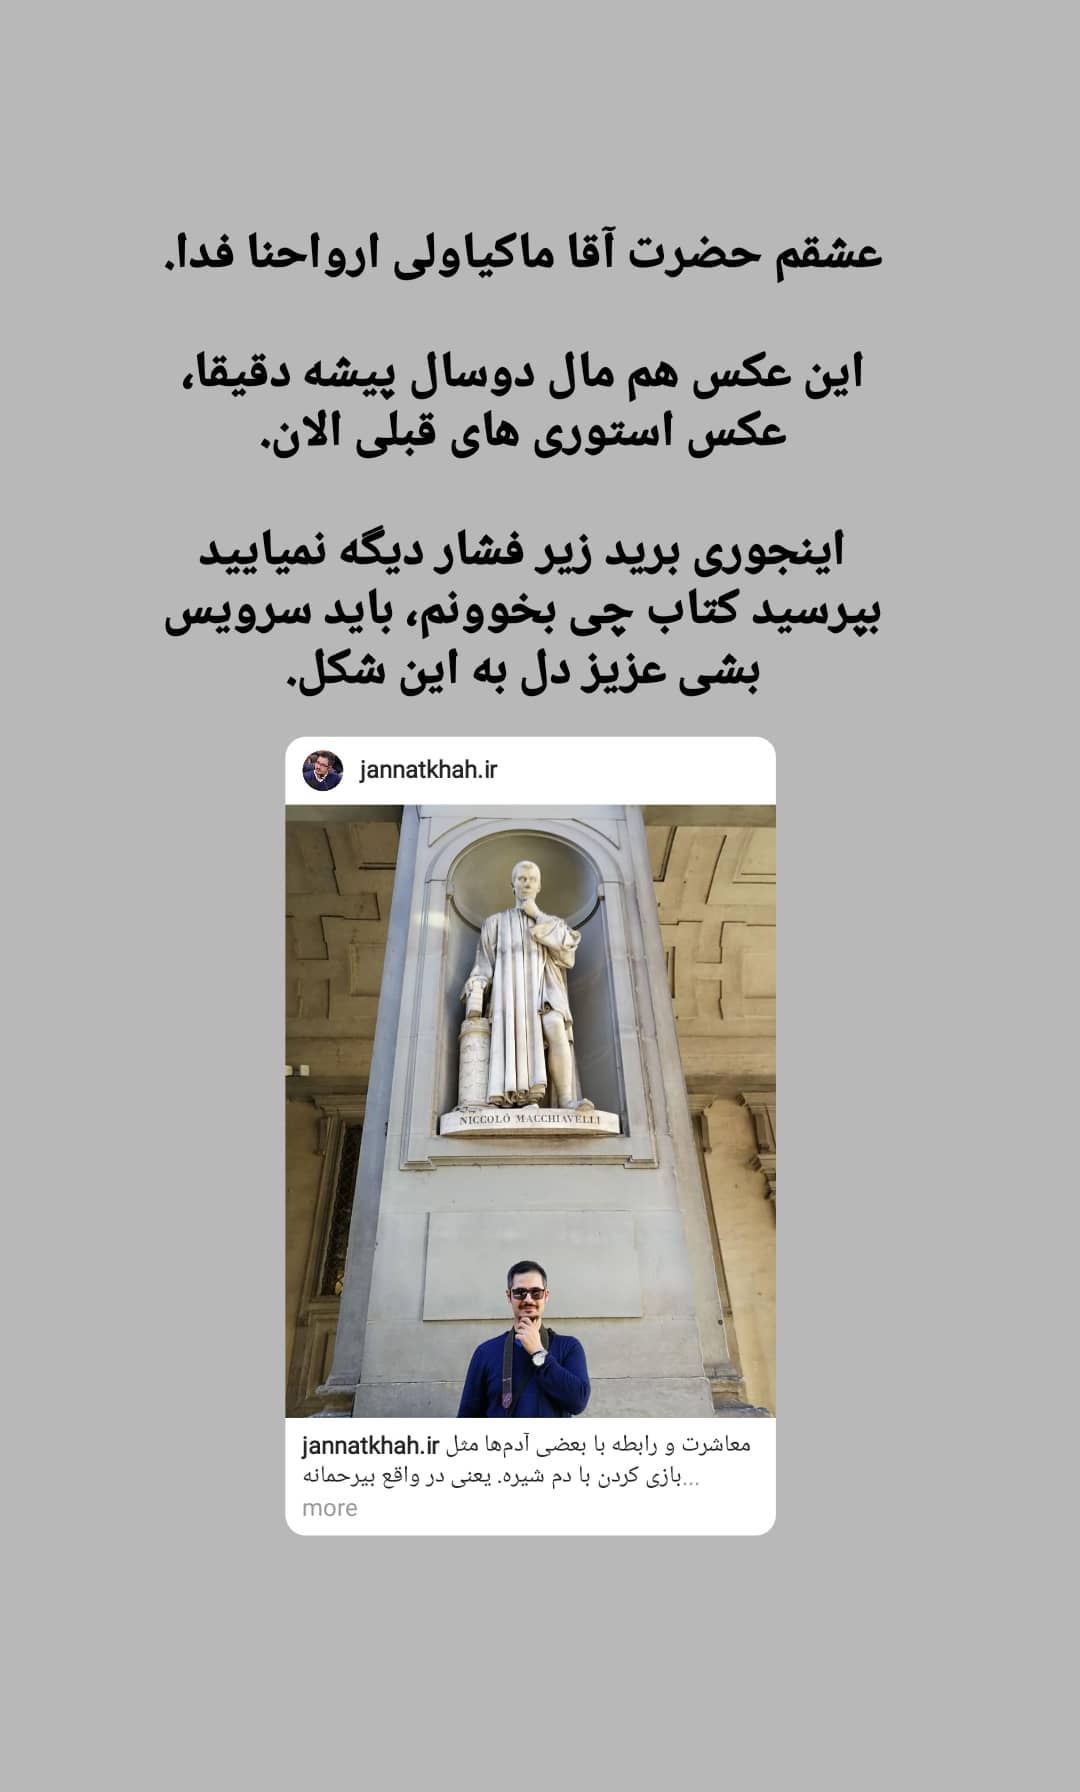 عشقم حضرت آقا ماکیاولی ارواحنا فدا.
این عکس هم مال دوسال پیشه دقیقا،
عکس استوری های قبلی الان.
اینجوری برید زیر فشار دیگه نمیایید
بپرسید کتاب چی بخوونم، باید سرویس
بشی عزیز دل به این شکل.
jannatkhah.ir
NICCOLÒ MACCHIAVELLI
jannatkhah.ir معاشرت و رابطه با بعضی آدم‌ها مثل
بازی کردن با دم شیره. یعنی در واقع بیرحمانه...
more